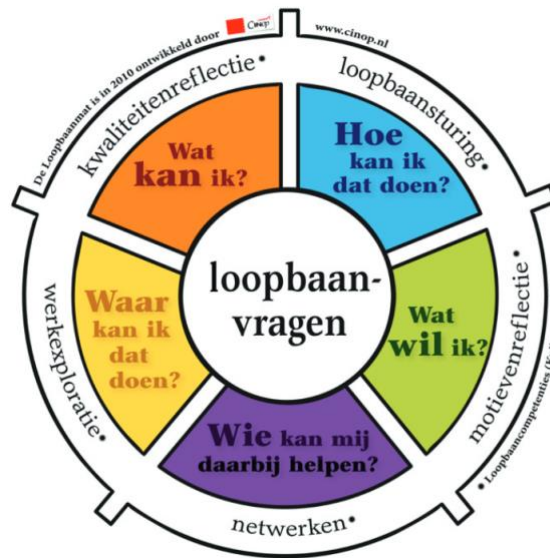 De Loopbaanmat is in 2010 ontwikkeld door
Cinop
www.cinop.nl
kwaliteitenreflectie•
loopbaansturing•
Wat
kan ik?
Hoe
kan ik
dat doen?
Waar
kan ik
dat
doen?
loopbaan-
vragen
Wat
wil ik?
werkexploratie•
motievenreflectie•
Wie kan mij
daarbij helpen?
netwerken•
• Loopbaancompetenties